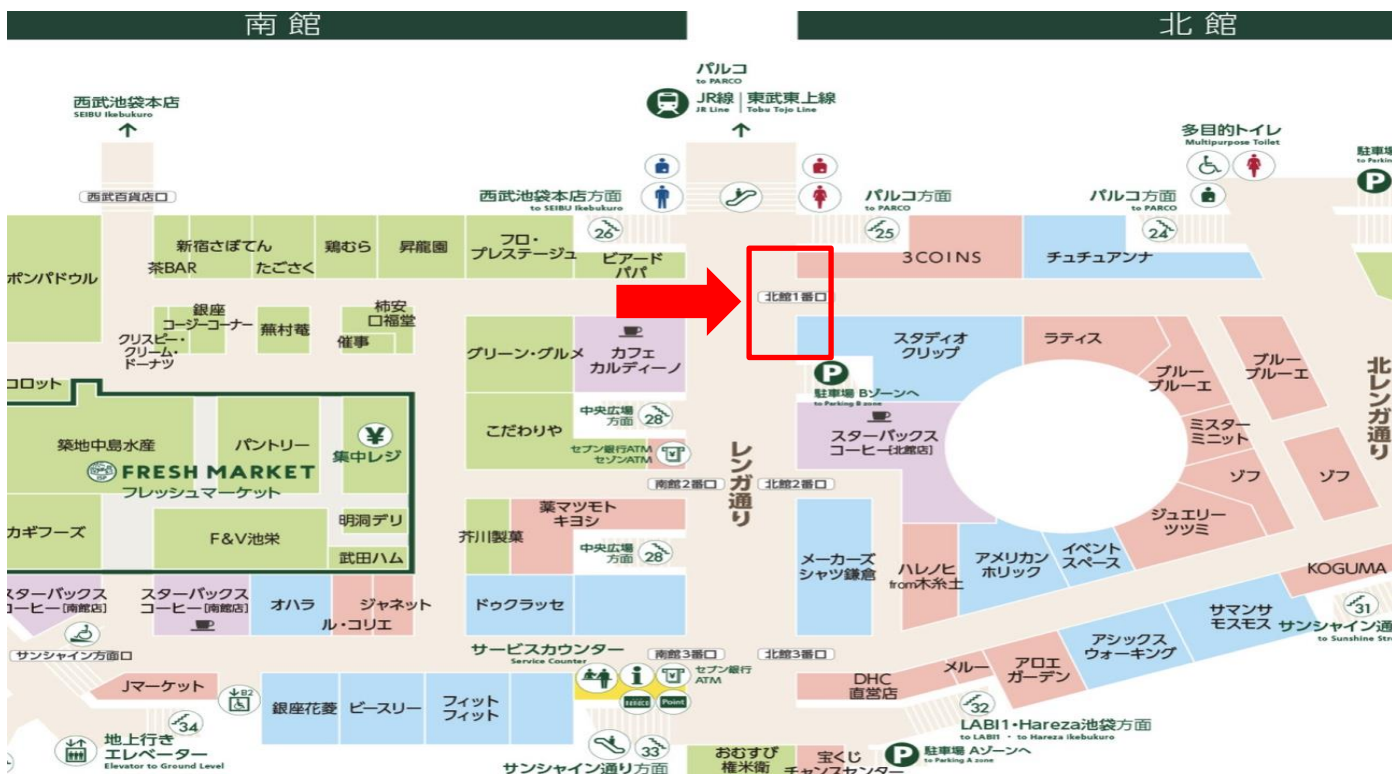 南館
北館
パルコ
to PARCO
JR線
JR Line
東武東上線
Tobu Tojo Line
西武池袋本店
SEIBU Ikebukuro
多目的トイレ
Multipurpose Toilet
駐車場
P
西武百貨店口
西武池袋本店方面
to SEIBU Ikebukuro
パルコ方面
to PARCO
パルコ方面
to PARCO
26
25
24
ポンパドウル
新宿さぼてん
茶BAR
たごさく
鶏むら
昇龍園
フロ・
プレステージュ
ビアード
パパ
3COINS
チュチュアンナ
北館1番口
銀座
コージーコーナー
クリスピー・
クリーム・
ドーナツ
蕪村菴
柿安
口福堂
催事
グリーン・グルメ
カフェ
カルディーノ
スタディオ
クリップ
ラティス
ブルー
ブルーエ
ブルー
ブルーエ
北レンガ通り
P
駐車場 Bゾーンへ
to Parking B zone
コロット
築地中島水産
パントリー
¥
集中レジ
FRESH MARKET
フレッシュマーケット
こだわりや
中央広場
方面
28
セブン銀行ATM
セゾンATM
レンガ通り
スターバックス
コーヒー[北館店]
ミスター
ミニット
ゾフ
ゾフ
ジュエリー
ツツミ
南館2番口
北館2番口
カギフーズ
F&V池栄
明洞デリ
武田ハム
芥川製菓
薬マツモト
キヨシ
中央広場
方面
28
メーカーズ
シャツ鎌倉
ハレノヒ
from木糸土
アメリカン
ホリック
イベント
スペース
KOGUMA
スターバックス
コーヒー[南館店]
スターバックス
コーヒー[南館店]
オハラ
ジャネット
ル・コリエ
ドゥクラッセ
サマンサ
モスモス
31
サンシャイン通
to Sunshine Str
アシックス
ウォーキング
サンシャイン方面口
サービスカウンター
Service Counter
南館3番口
北館3番口
セブン銀行
ATM
nanaco
Point
DHC
直営店
メルー
アロエ
ガーデン
Jマーケット
B2
銀座花菱
ビースリー
フィット
フィット
32
LABI1・Hareza池袋方面
to LABI1 ・ to Hareza Ikebukuro
34
地上行き
エレベーター
Elevator to Ground Level
33
サンシャイン通り方面
おむすび
権米衛
宝くじ
チャンスセンター
P
駐車場 Aゾーンへ
to Parking A zone